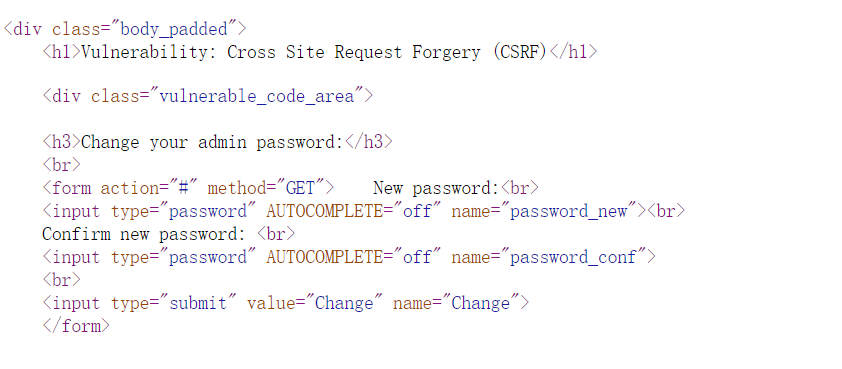 <div class="body_padded">
<h1>Vulnerability: Cross Site Request Forgery (CSRF)</h1>
<div class="vulnerable_code_area">
<h3>Change your admin password:</h3>
<br>
<form action="#" method="GET">    New password:<br>
<input type="password" AUTOCOMPLETE="off" name="password_new"><br>
Confirm new password: <br>
<input type="password" AUTOCOMPLETE="off" name="password_conf">
<br>
<input type="submit" value="Change" name="Change">
</form>